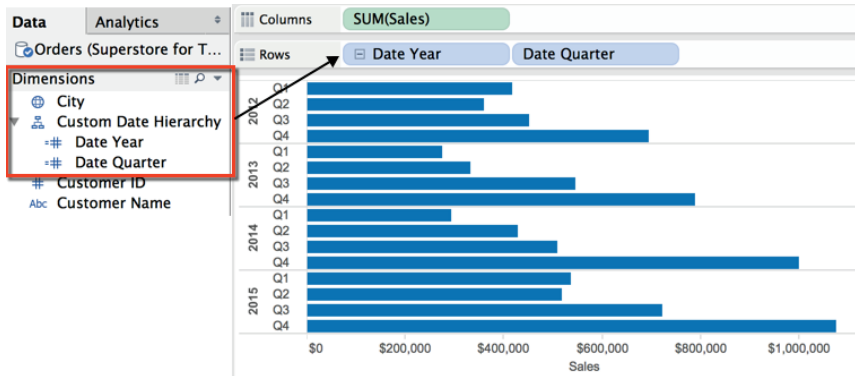 Data Analytics
Orders (Superstore for T...
Dimensions
City
Custom Date Hierarchy
=# Date Year
=# Date Quarter
# Customer ID
Abc Customer Name
Columns SUM(Sales)
Rows Date Year Date Quarter
2012
Q1
Q2
Q3
Q4
2013
Q1
Q2
Q3
Q4
2014
Q1
Q2
Q3
Q4
2015
Q1
Q2
Q3
Q4
$0 $200,000 $400,000 $600,000 $800,000 $1,000,000
Sales